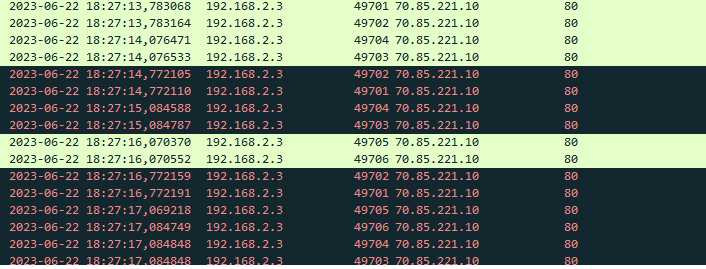 2023-06-22 18:27:13,783068 192.168.2.3 49701 70.85.221.10 80
2023-06-22 18:27:13,783164 192.168.2.3 49702 70.85.221.10 80
2023-06-22 18:27:14,076471 192.168.2.3 49704 70.85.221.10 80
2023-06-22 18:27:14,076533 192.168.2.3 49703 70.85.221.10 80
2023-06-22 18:27:14,772105 192.168.2.3 49702 70.85.221.10 80
2023-06-22 18:27:14,772110 192.168.2.3 49701 70.85.221.10 80
2023-06-22 18:27:15,084588 192.168.2.3 49704 70.85.221.10 80
2023-06-22 18:27:15,084787 192.168.2.3 49703 70.85.221.10 80
2023-06-22 18:27:16,070370 192.168.2.3 49705 70.85.221.10 80
2023-06-22 18:27:16,070552 192.168.2.3 49706 70.85.221.10 80
2023-06-22 18:27:16,772159 192.168.2.3 49702 70.85.221.10 80
2023-06-22 18:27:16,772191 192.168.2.3 49701 70.85.221.10 80
2023-06-22 18:27:17,069218 192.168.2.3 49705 70.85.221.10 80
2023-06-22 18:27:17,084749 192.168.2.3 49706 70.85.221.10 80
2023-06-22 18:27:17,084848 192.168.2.3 49704 70.85.221.10 80
2023-06-22 18:27:17,084848 192.168.2.3 49703 70.85.221.10 80